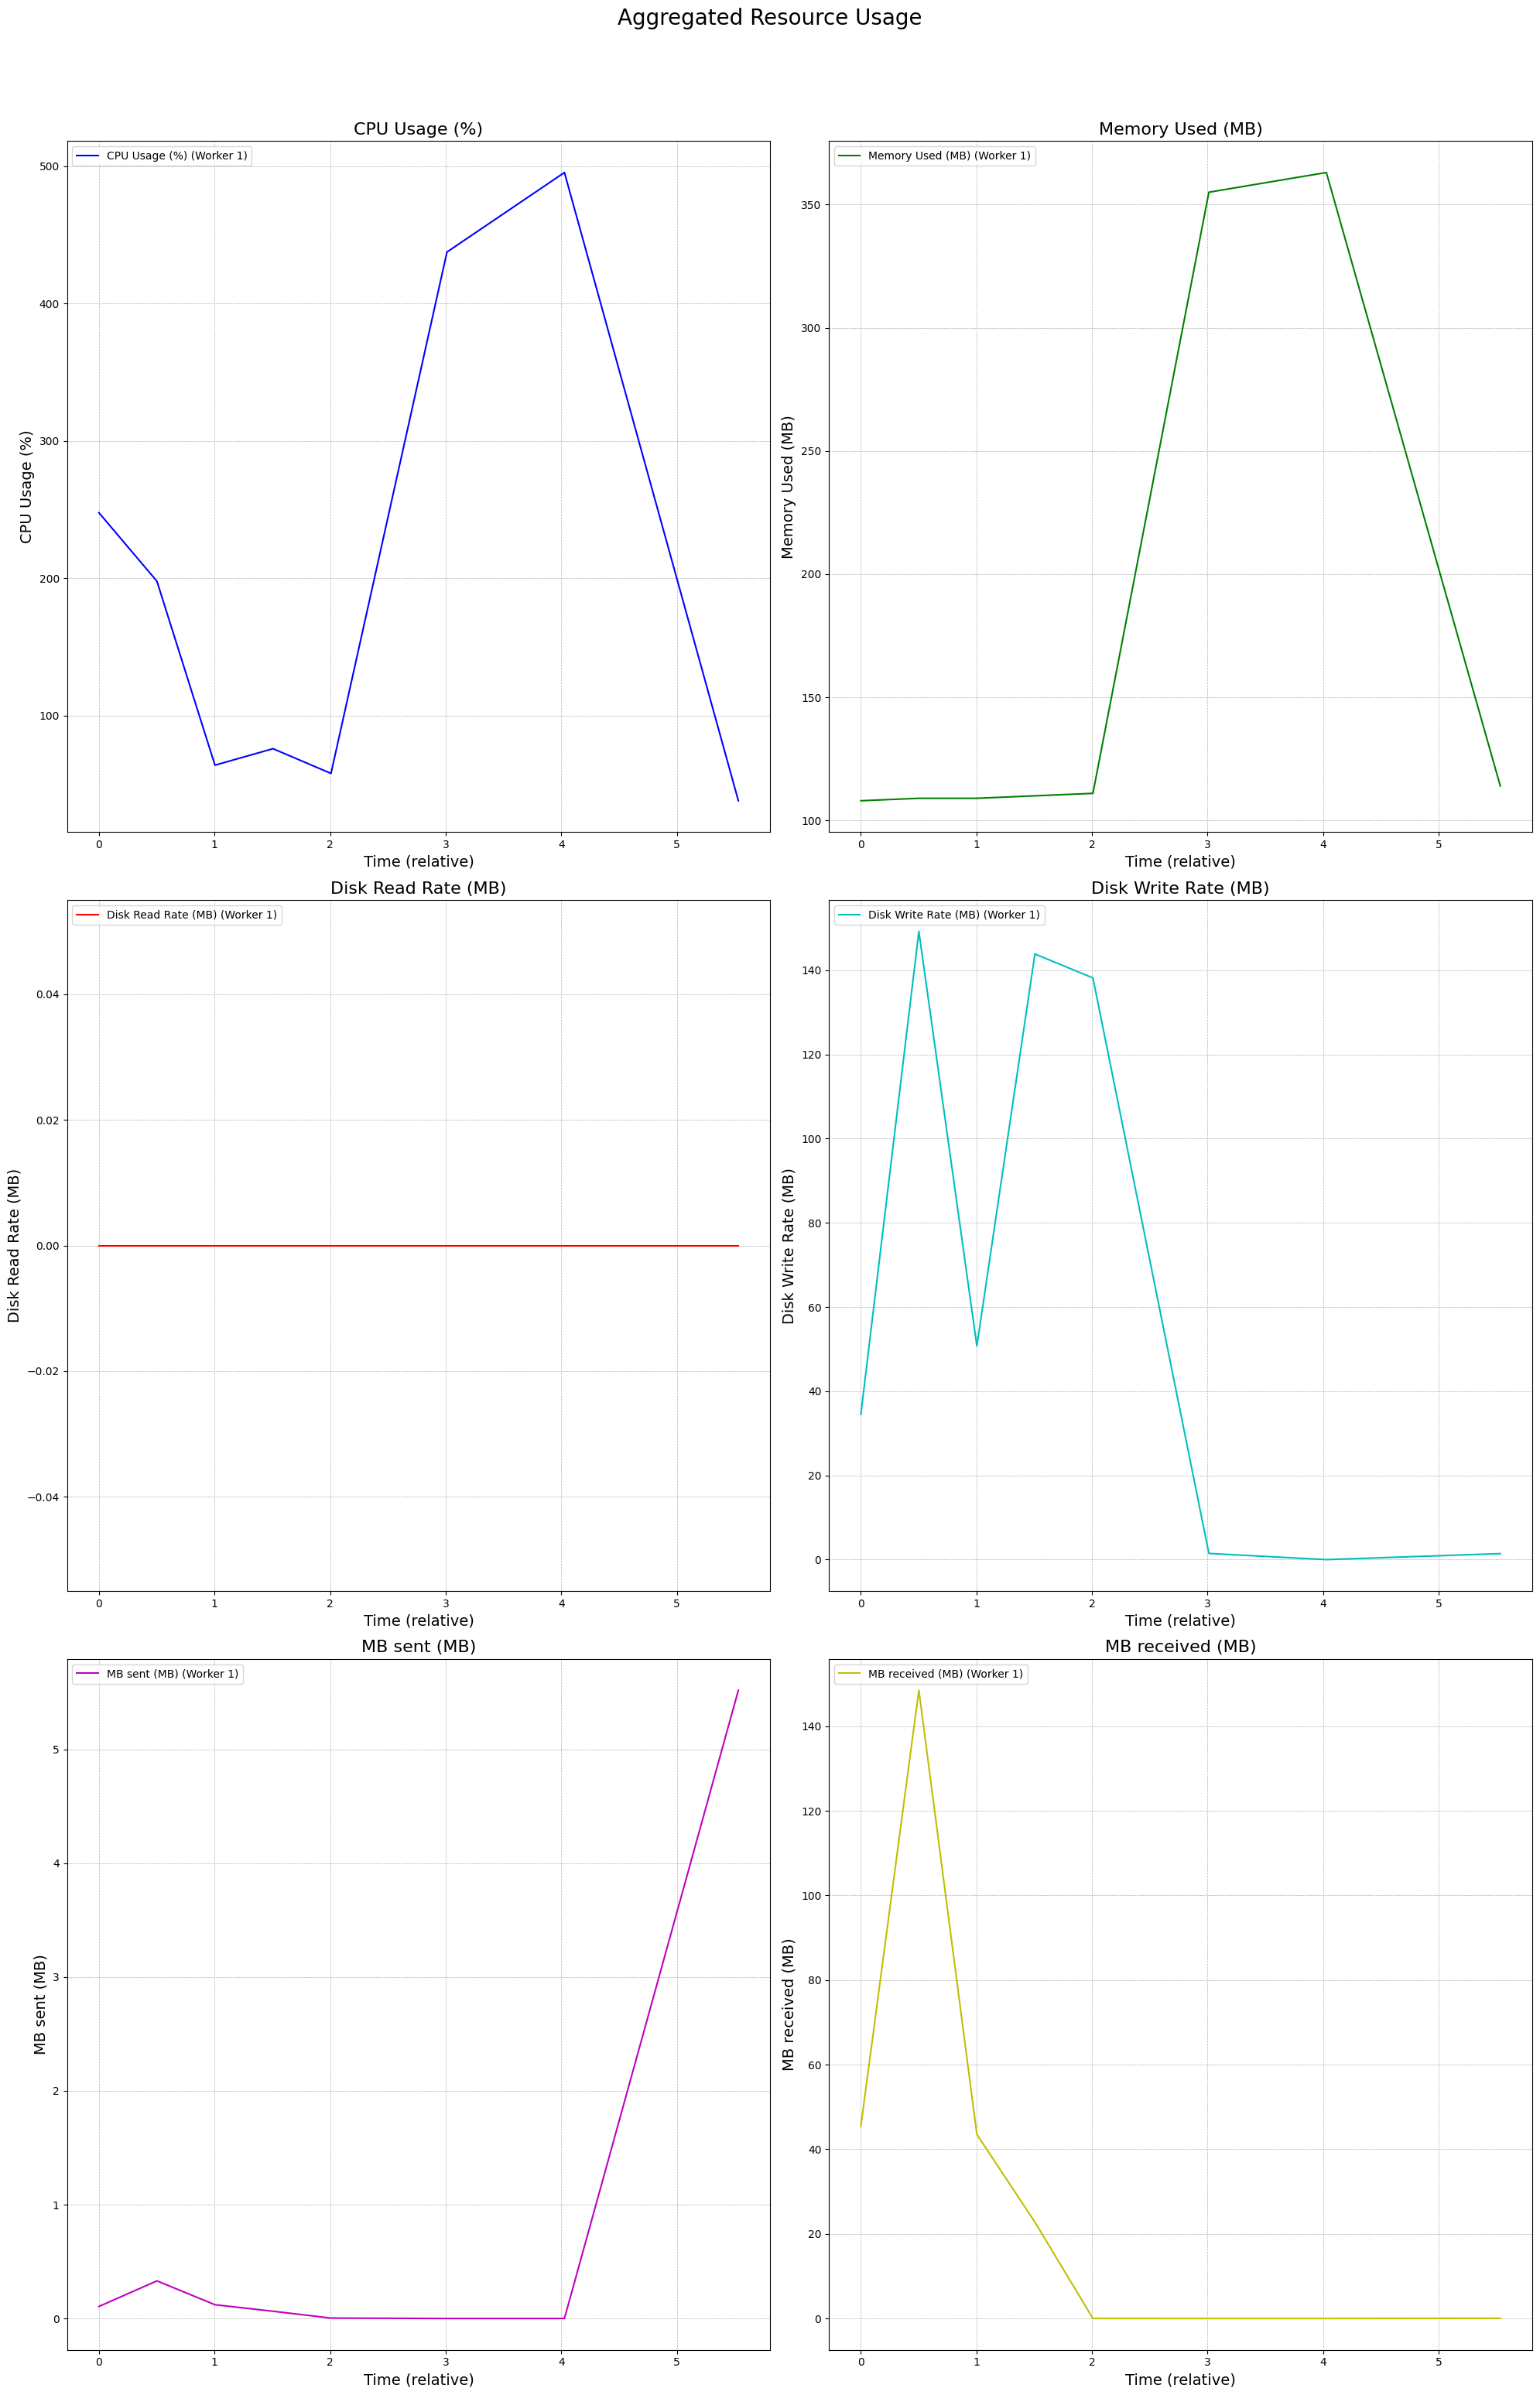 Aggregated Resource Usage
CPU Usage (%)
CPU Usage (%) (Worker 1)
500
400
300
200
100
CPU Usage (%)
0 1 2 3 4 5
Time (relative)
Memory Used (MB)
Memory Used (MB) (Worker 1)
350
300
250
200
150
100
Memory Used (MB)
0 1 2 3 4 5
Time (relative)
Disk Read Rate (MB)
Disk Read Rate (MB) (Worker 1)
0.04
0.02
0.00
−0.02
−0.04
Disk Read Rate (MB)
0 1 2 3 4 5
Time (relative)
Disk Write Rate (MB)
Disk Write Rate (MB) (Worker 1)
140
120
100
80
60
40
20
0
Disk Write Rate (MB)
0 1 2 3 4 5
Time (relative)
MB sent (MB)
MB sent (MB) (Worker 1)
5
4
3
2
1
0
MB sent (MB)
0 1 2 3 4 5
Time (relative)
MB received (MB)
MB received (MB) (Worker 1)
140
120
100
80
60
40
20
0
MB received (MB)
0 1 2 3 4 5
Time (relative)